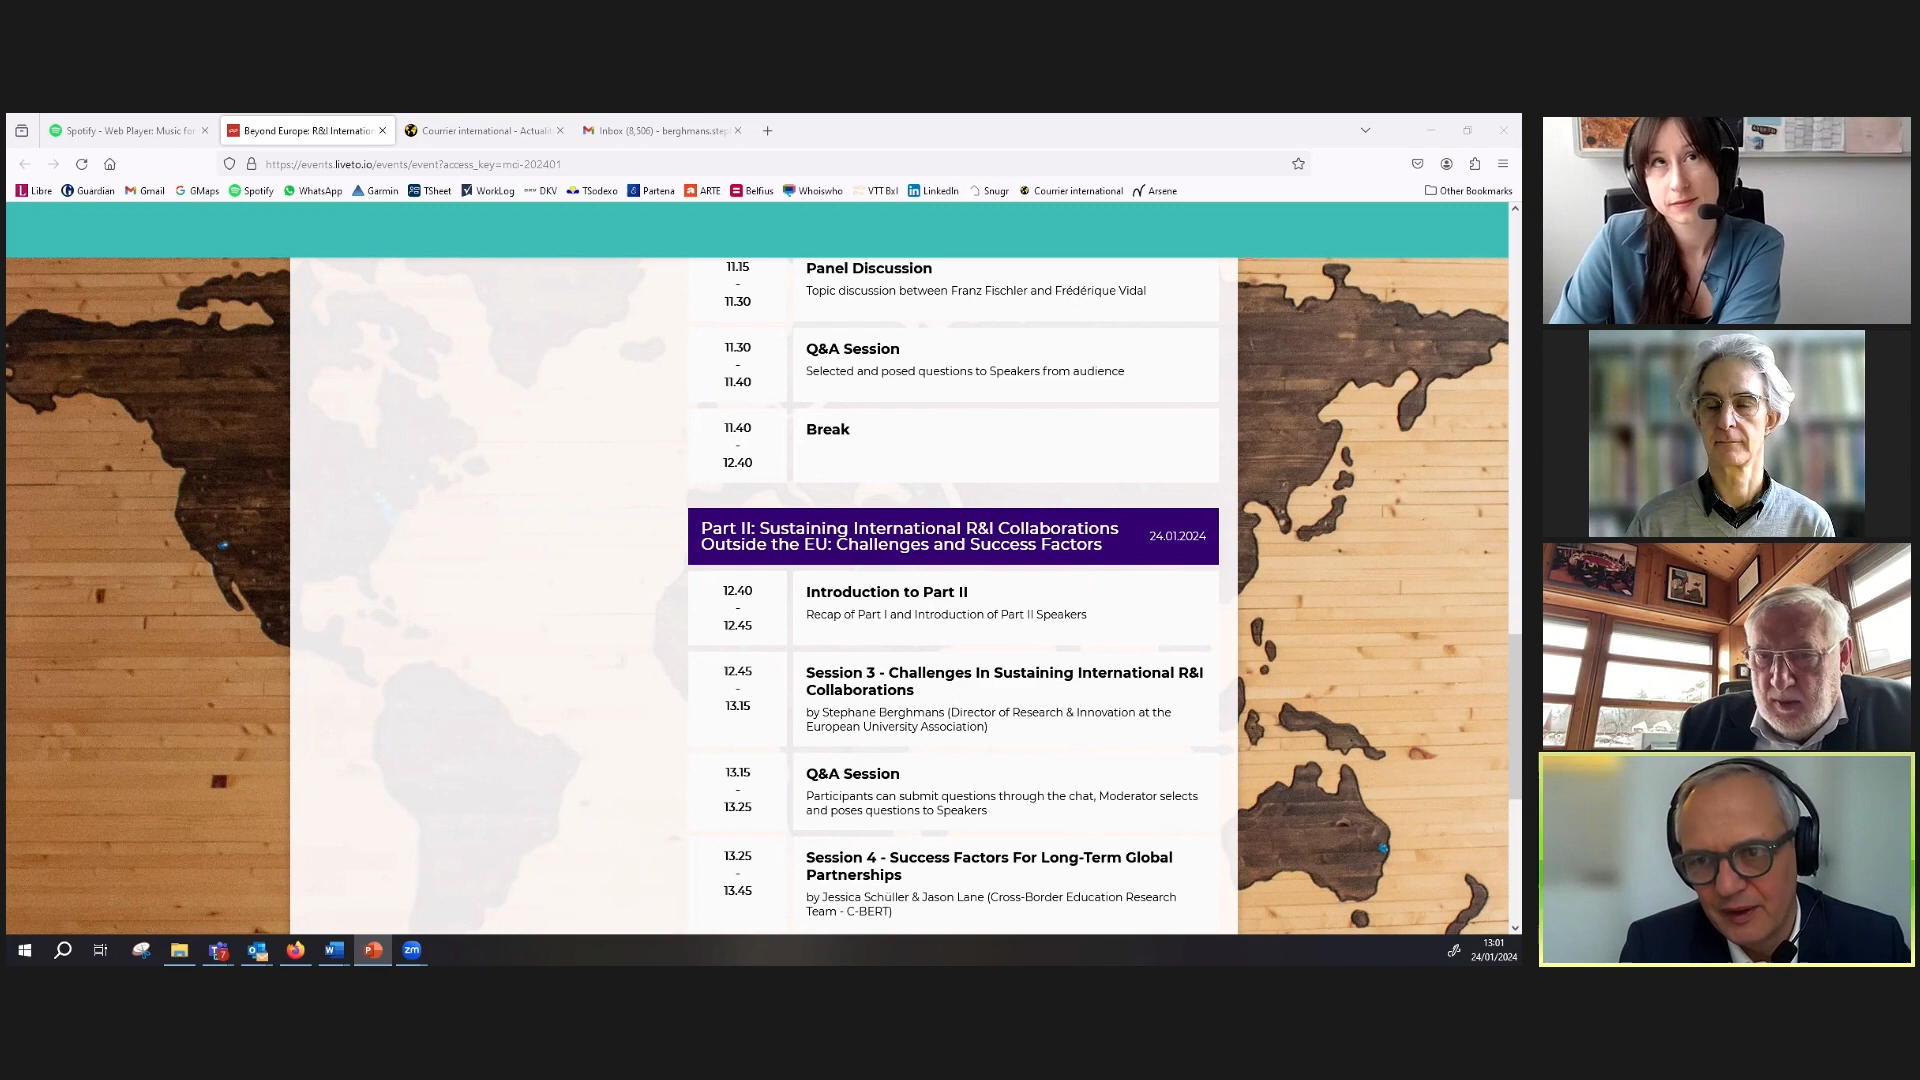 Spotify - Web Player: Music for
Beyond Europe: R&I Internation
Courrier international - Actualit
Inbox (8,506) - berghmans.step
https://events.liveto.io/events/event?access_key=mci-202401
Libre
Guardian
Gmail
GMaps
Spotify
WhatsApp
Garmin
TSheet
WorkLog
DKV
TSodexo
Partena
ARTE
Belfius
Whoiswho
VTT Bxl
LinkedIn
Snugr
Courrier international
Arsene
Other Bookmarks
11.15
-
11.30
Panel Discussion
Topic discussion between Franz Fischler and Frédérique Vidal
11.30
-
11.40
Q&A Session
Selected and posed questions to Speakers from audience
11.40
-
12.40
Break
Part II: Sustaining International R&I Collaborations
Outside the EU: Challenges and Success Factors
24.01.2024
12.40
-
12.45
Introduction to Part II
Recap of Part I and Introduction of Part II Speakers
12.45
-
13.15
Session 3 - Challenges In Sustaining International R&I
Collaborations
by Stephane Berghmans (Director of Research & Innovation at the
European University Association)
13.15
-
13.25
Q&A Session
Participants can submit questions through the chat, Moderator selects
and poses questions to Speakers
13.25
-
13.45
Session 4 - Success Factors For Long-Term Global
Partnerships
by Jessica Schüller & Jason Lane (Cross-Border Education Research
Team - C-BERT)
zm
13:01
24/01/2024